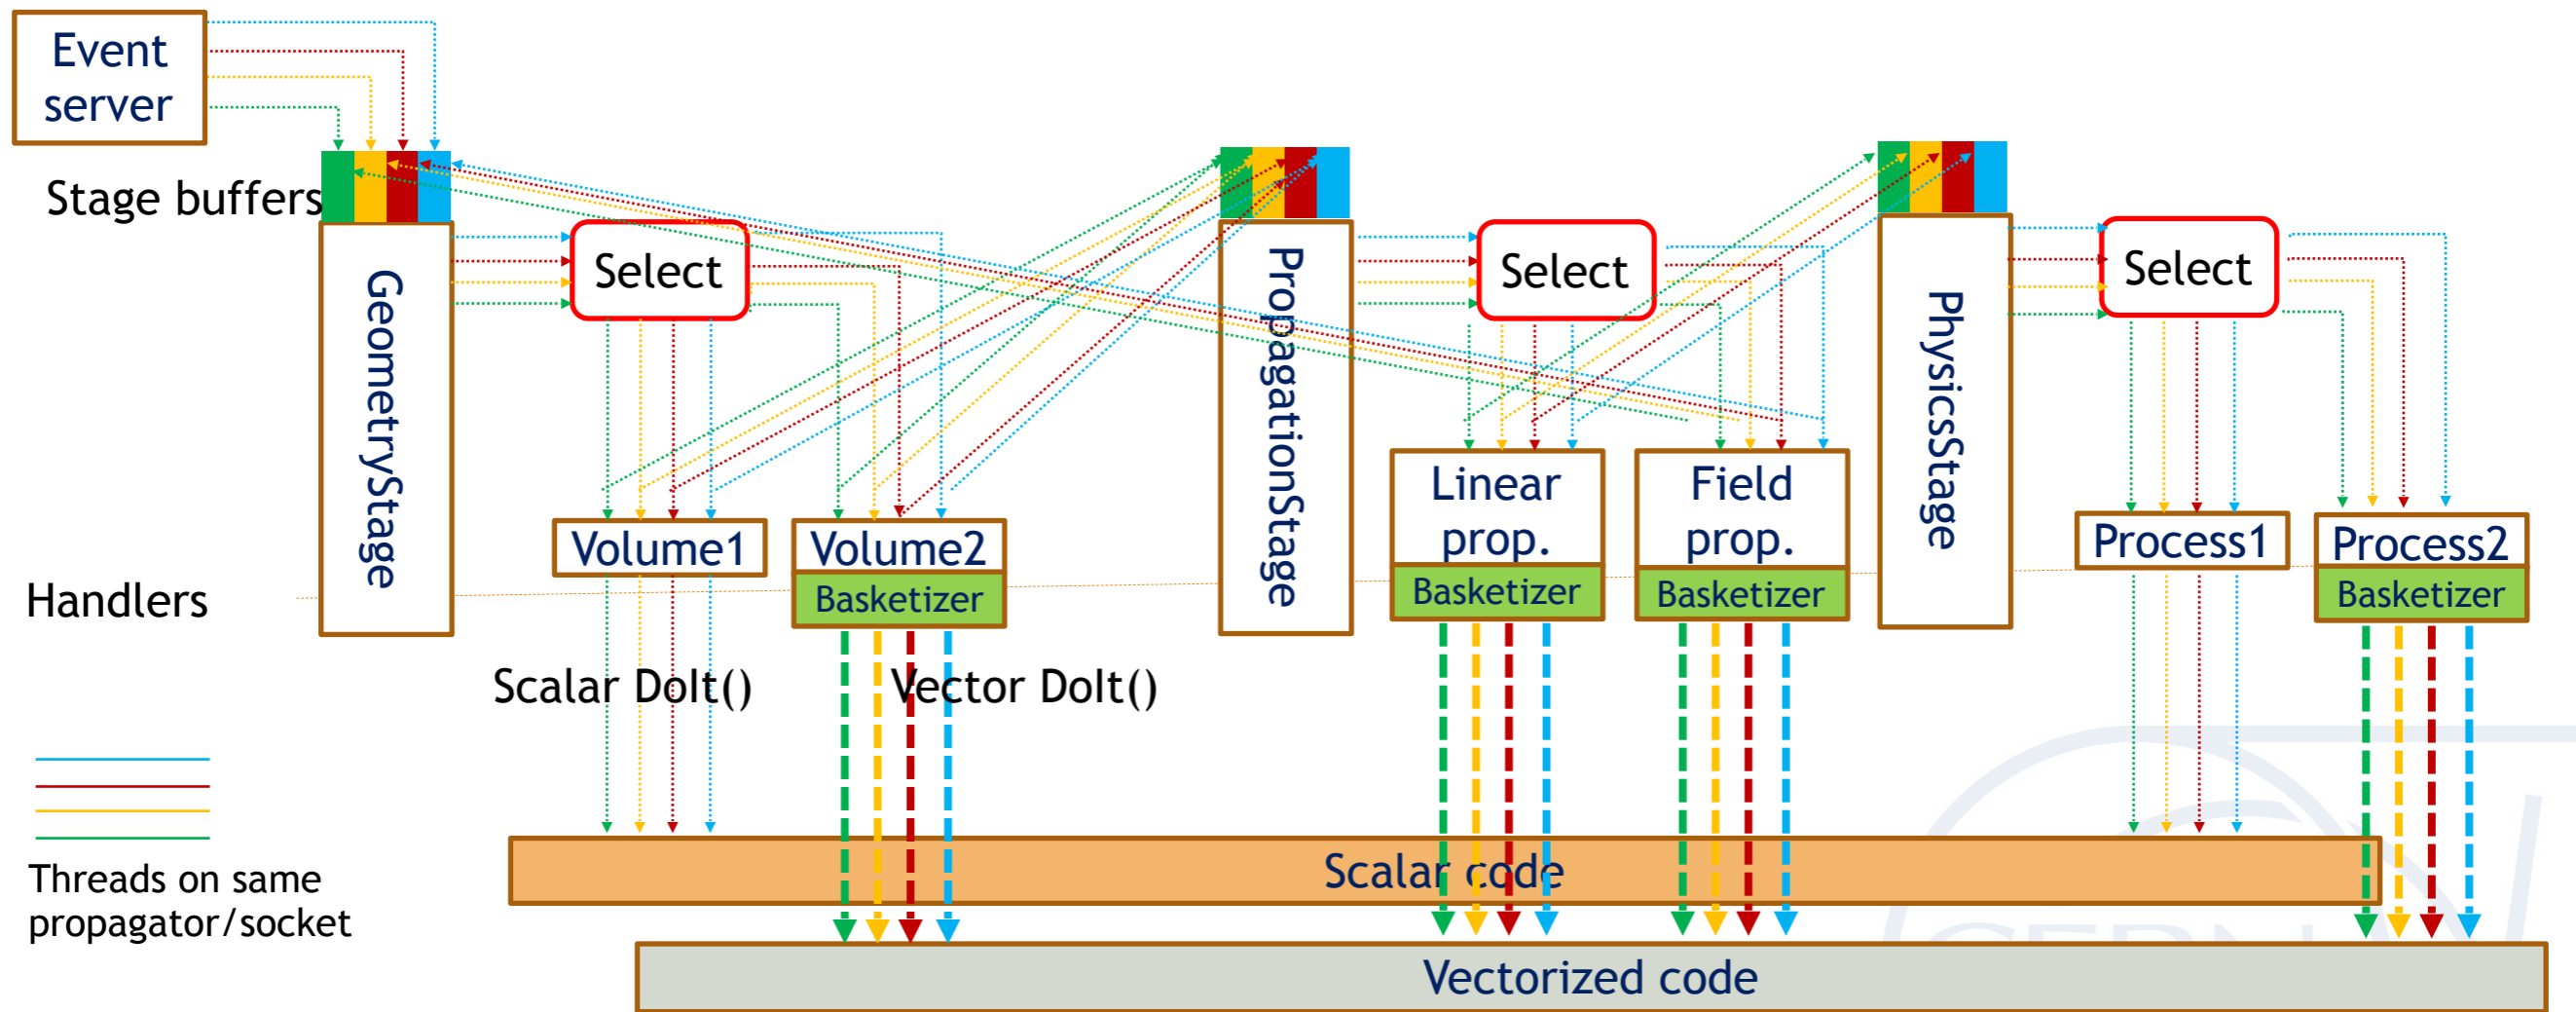 Event
server
Stage buffers
GeometryStage
Select
PropagationStage
Select
PhysicsStage
Select
Linear
prop.
Field
prop.
Volume1
Volume2
Process1
Process2
Handlers
Basketizer
Basketizer
Basketizer
Basketizer
Scalar DoIt()
Vector DoIt()
Threads on same
propagator/socket
Scalar code
CERN
Vectorized code